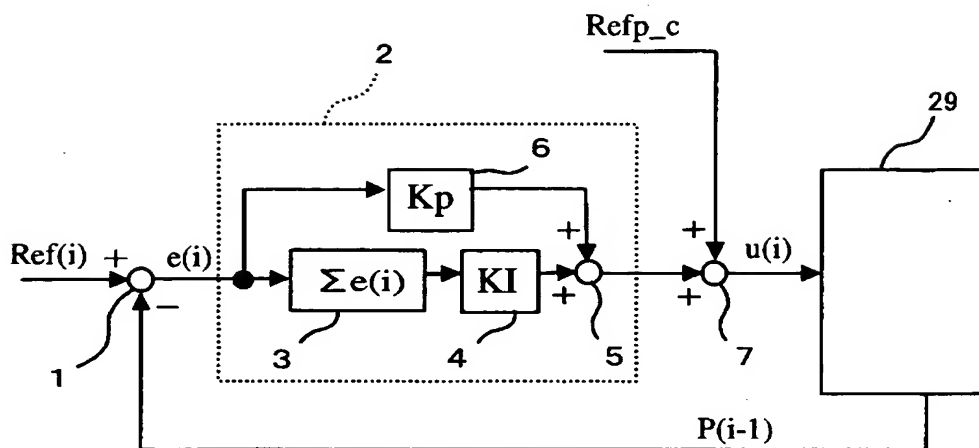 Refp_c
2
29
6
Kp
Ref(i)
+
e(i)
Σe(i)
KI
+
+
+
+
u(i)
−
1
3
4
5
7
P(i-1)